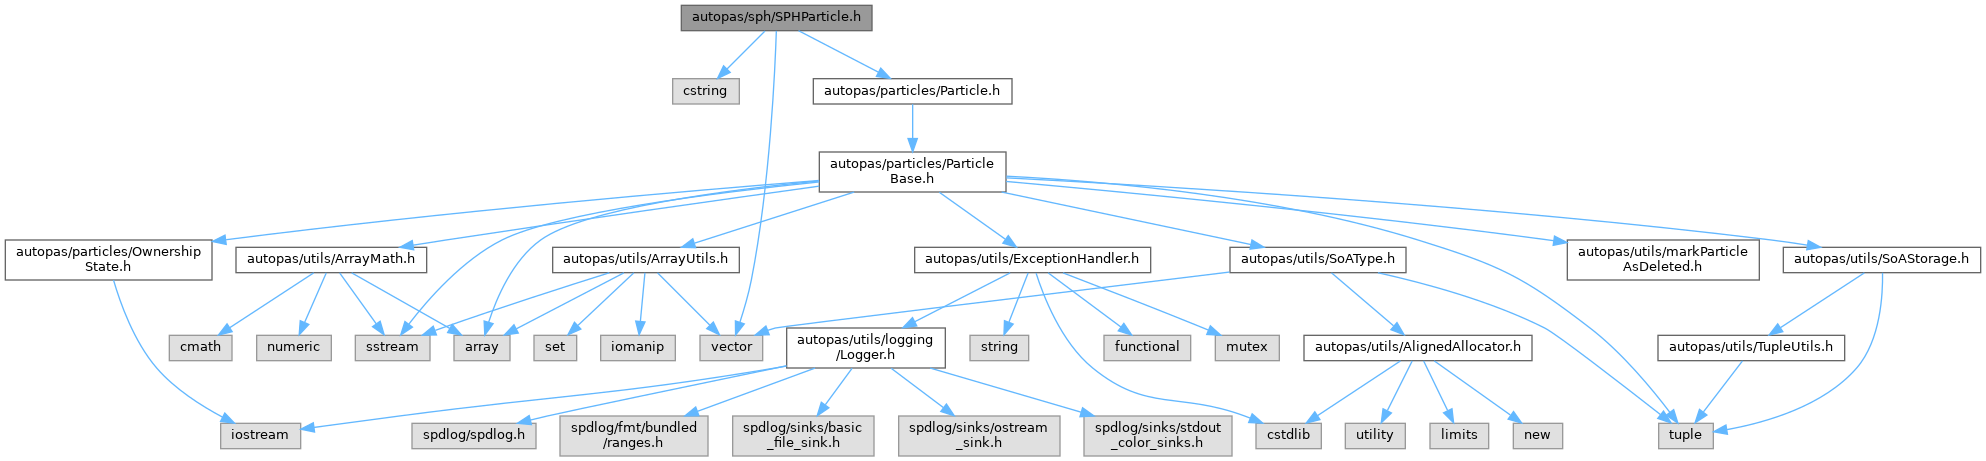 autopas/sph/SPHParticle.h
cstring
autopas/particles/Particle.h
autopas/particles/Particle
Base.h
autopas/particles/Ownership
State.h
autopas/utils/ArrayMath.h
autopas/utils/ArrayUtils.h
autopas/utils/ExceptionHandler.h
autopas/utils/SoAType.h
autopas/utils/markParticle
AsDeleted.h
autopas/utils/SoAStorage.h
cmath
numeric
sstream
array
set
iomanip
vector
autopas/utils/logging
/Logger.h
string
functional
mutex
autopas/utils/AlignedAllocator.h
autopas/utils/TupleUtils.h
iostream
spdlog/spdlog.h
spdlog/fmt/bundled
/ranges.h
spdlog/sinks/basic
_file_sink.h
spdlog/sinks/ostream
_sink.h
spdlog/sinks/stdout
_color_sinks.h
cstdlib
utility
limits
new
tuple